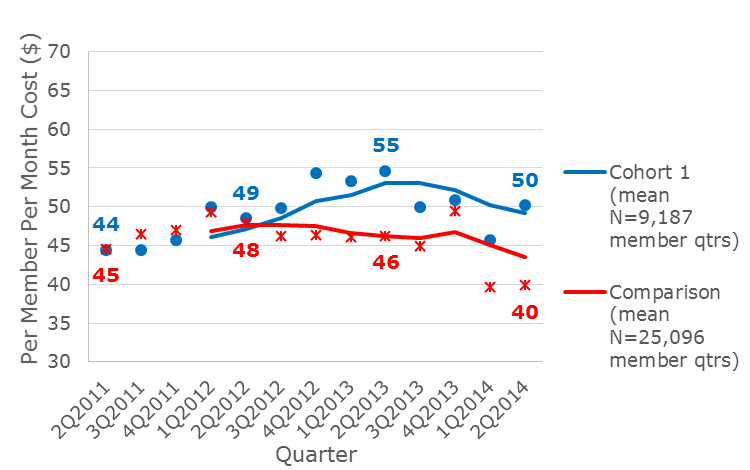 Per Member Per Month Cost ($)
70
65
60
55
50
45
40
35
30
44
45
49
48
55
46
50
40
2Q2011
3Q2011
4Q2011
1Q2012
2Q2012
3Q2012
4Q2012
1Q2013
2Q2013
3Q2013
4Q2013
1Q2014
2Q2014
Quarter
Cohort 1
(mean
N=9,187
member qtrs)
Comparison
(mean
N=25,096
member qtrs)